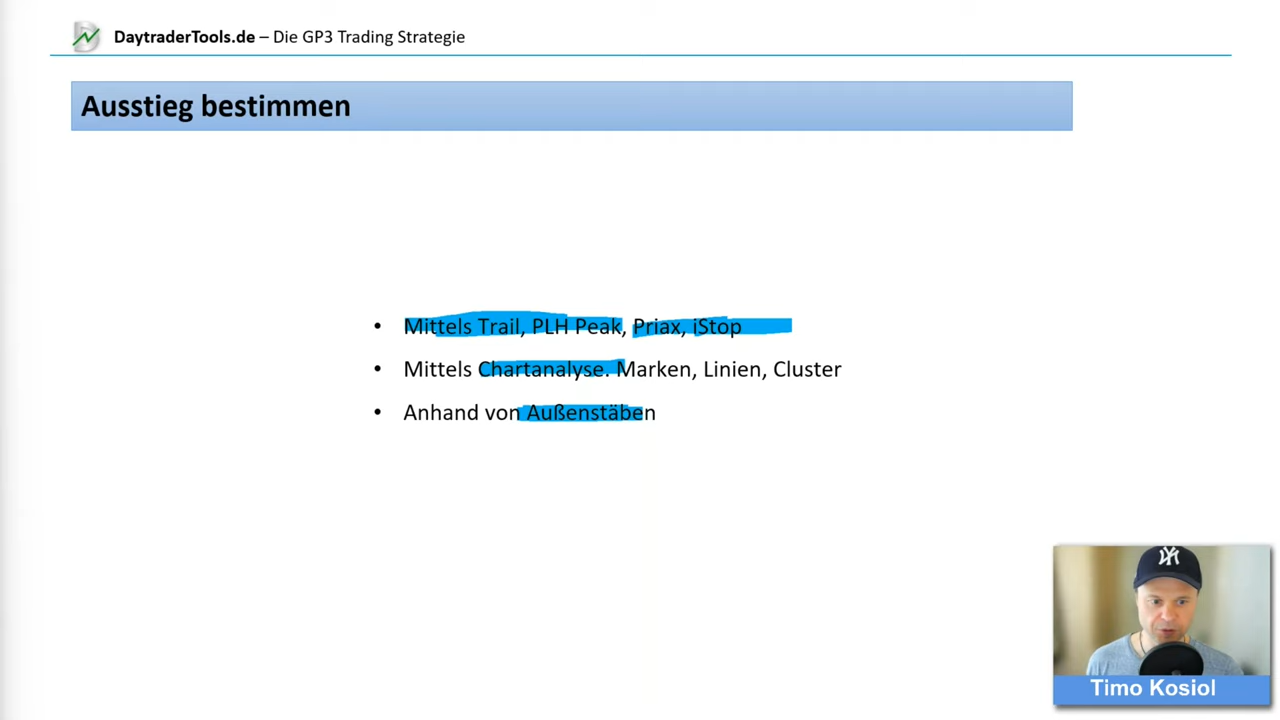 DaytraderTools.de – Die GP3 Trading Strategie
Ausstieg bestimmen
• Mittels Trail, PLH Peak, Priax, iStop
• Mittels Chartanalyse. Marken, Linien, Cluster
• Anhand von Außenstäben
Timo Kosiol